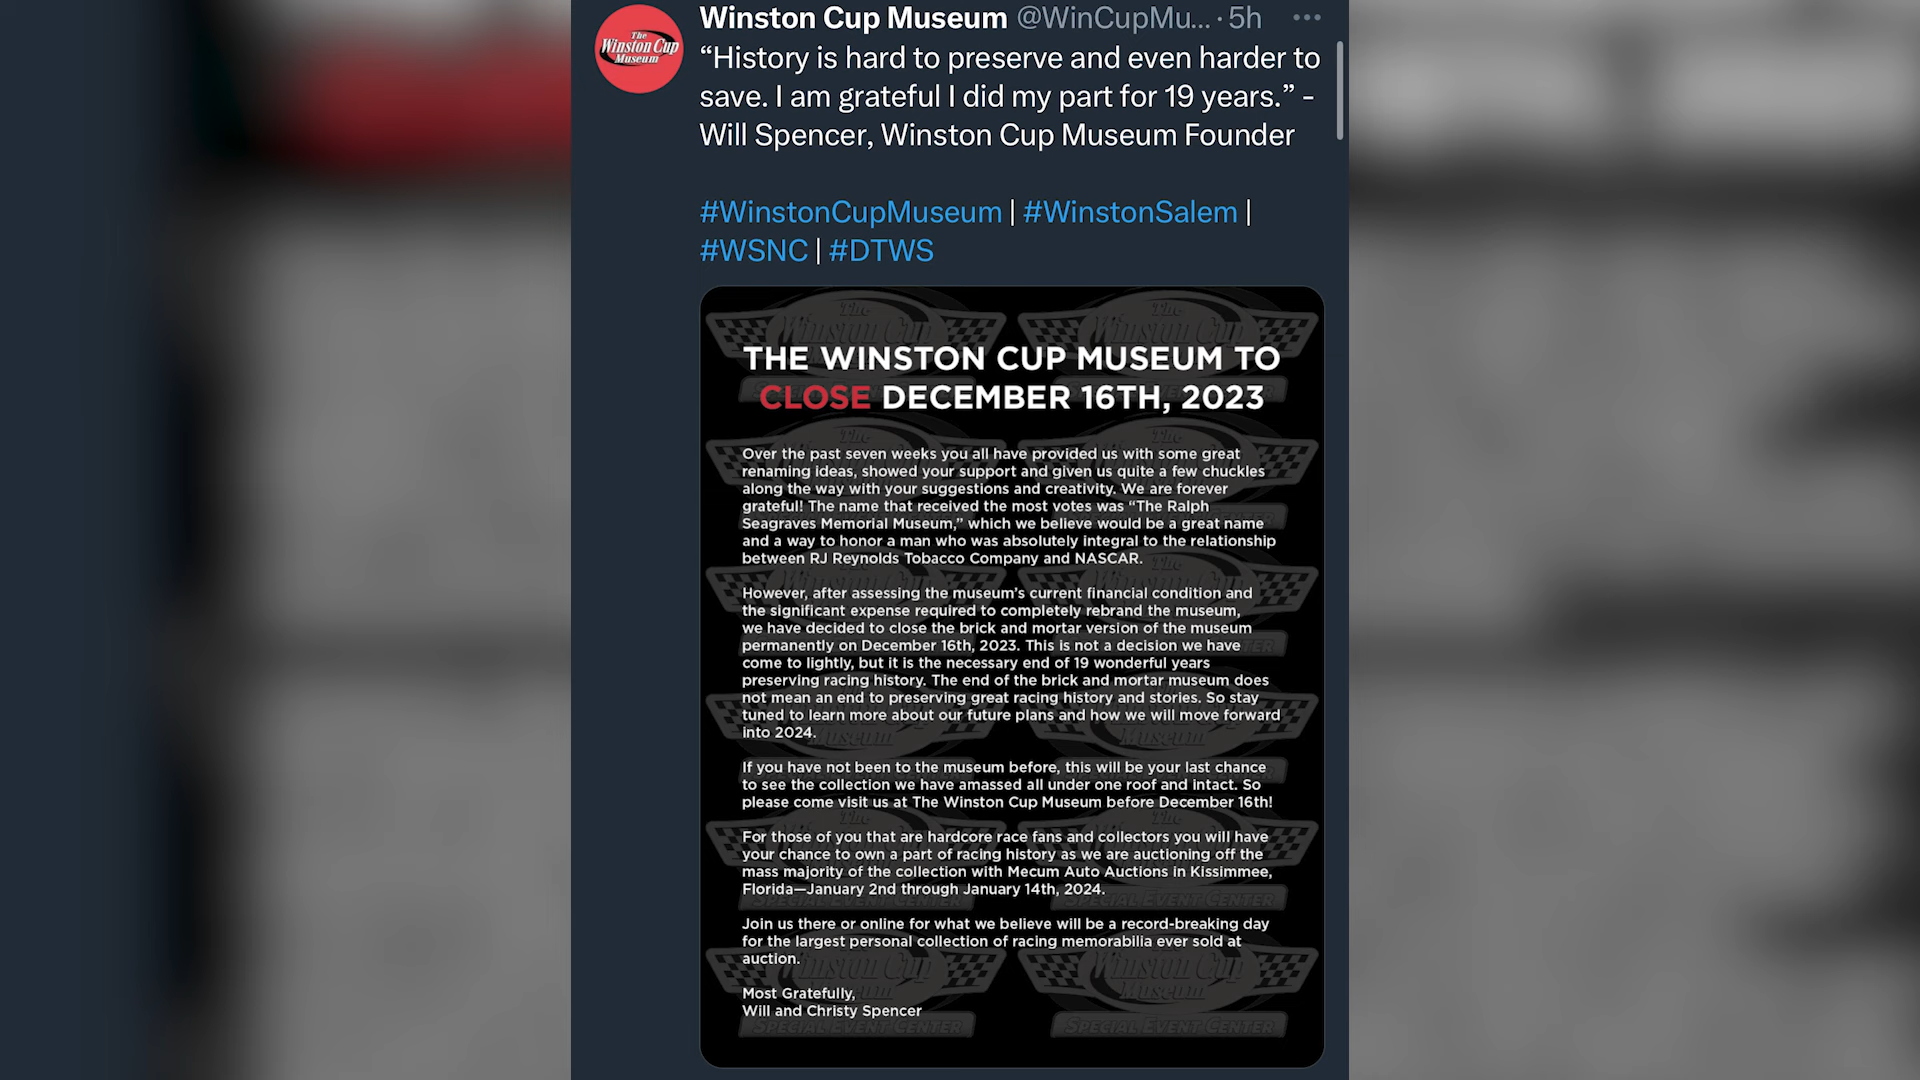 The
Winston Cup
Museum
Winston Cup Museum @WinCupMu... · 5h
“History is hard to preserve and even harder to
save. I am grateful I did my part for 19 years.” -
Will Spencer, Winston Cup Museum Founder
#WinstonCupMuseum | #WinstonSalem |
#WSNC | #DTWS
THE WINSTON CUP MUSEUM TO
CLOSE DECEMBER 16TH, 2023
Over the past seven weeks you all have provided us with some great
renaming ideas, showed your support and given us quite a few chuckles
along the way with your suggestions and creativity. We are forever
grateful! The name that received the most votes was “The Ralph
Seagraves Memorial Museum,” which we believe would be a great name
and a way to honor a man who was absolutely integral to the relationship
between RJ Reynolds Tobacco Company and NASCAR.
However, after assessing the museum’s current financial condition and
the significant expense required to completely rebrand the museum,
we have decided to close the brick and mortar version of the museum
permanently on December 16th, 2023. This is not a decision we have
come to lightly, but it is the necessary end of 19 wonderful years
preserving racing history. The end of the brick and mortar museum does
not mean an end to preserving great racing history and stories. So stay
tuned to learn more about our future plans and how we will move forward
into 2024.
If you have not been to the museum before, this will be your last chance
to see the collection we have amassed all under one roof and intact. So
please come visit us at The Winston Cup Museum before December 16th!
For those of you that are hardcore race fans and collectors you will have
your chance to own a part of racing history as we are auctioning off the
mass majority of the collection with Mecum Auto Auctions in Kissimmee,
Florida—January 2nd through January 14th, 2024.
Join us there or online for what we believe will be a record-breaking day
for the largest personal collection of racing memorabilia ever sold at
auction.
Most Gratefully,
Will and Christy Spencer